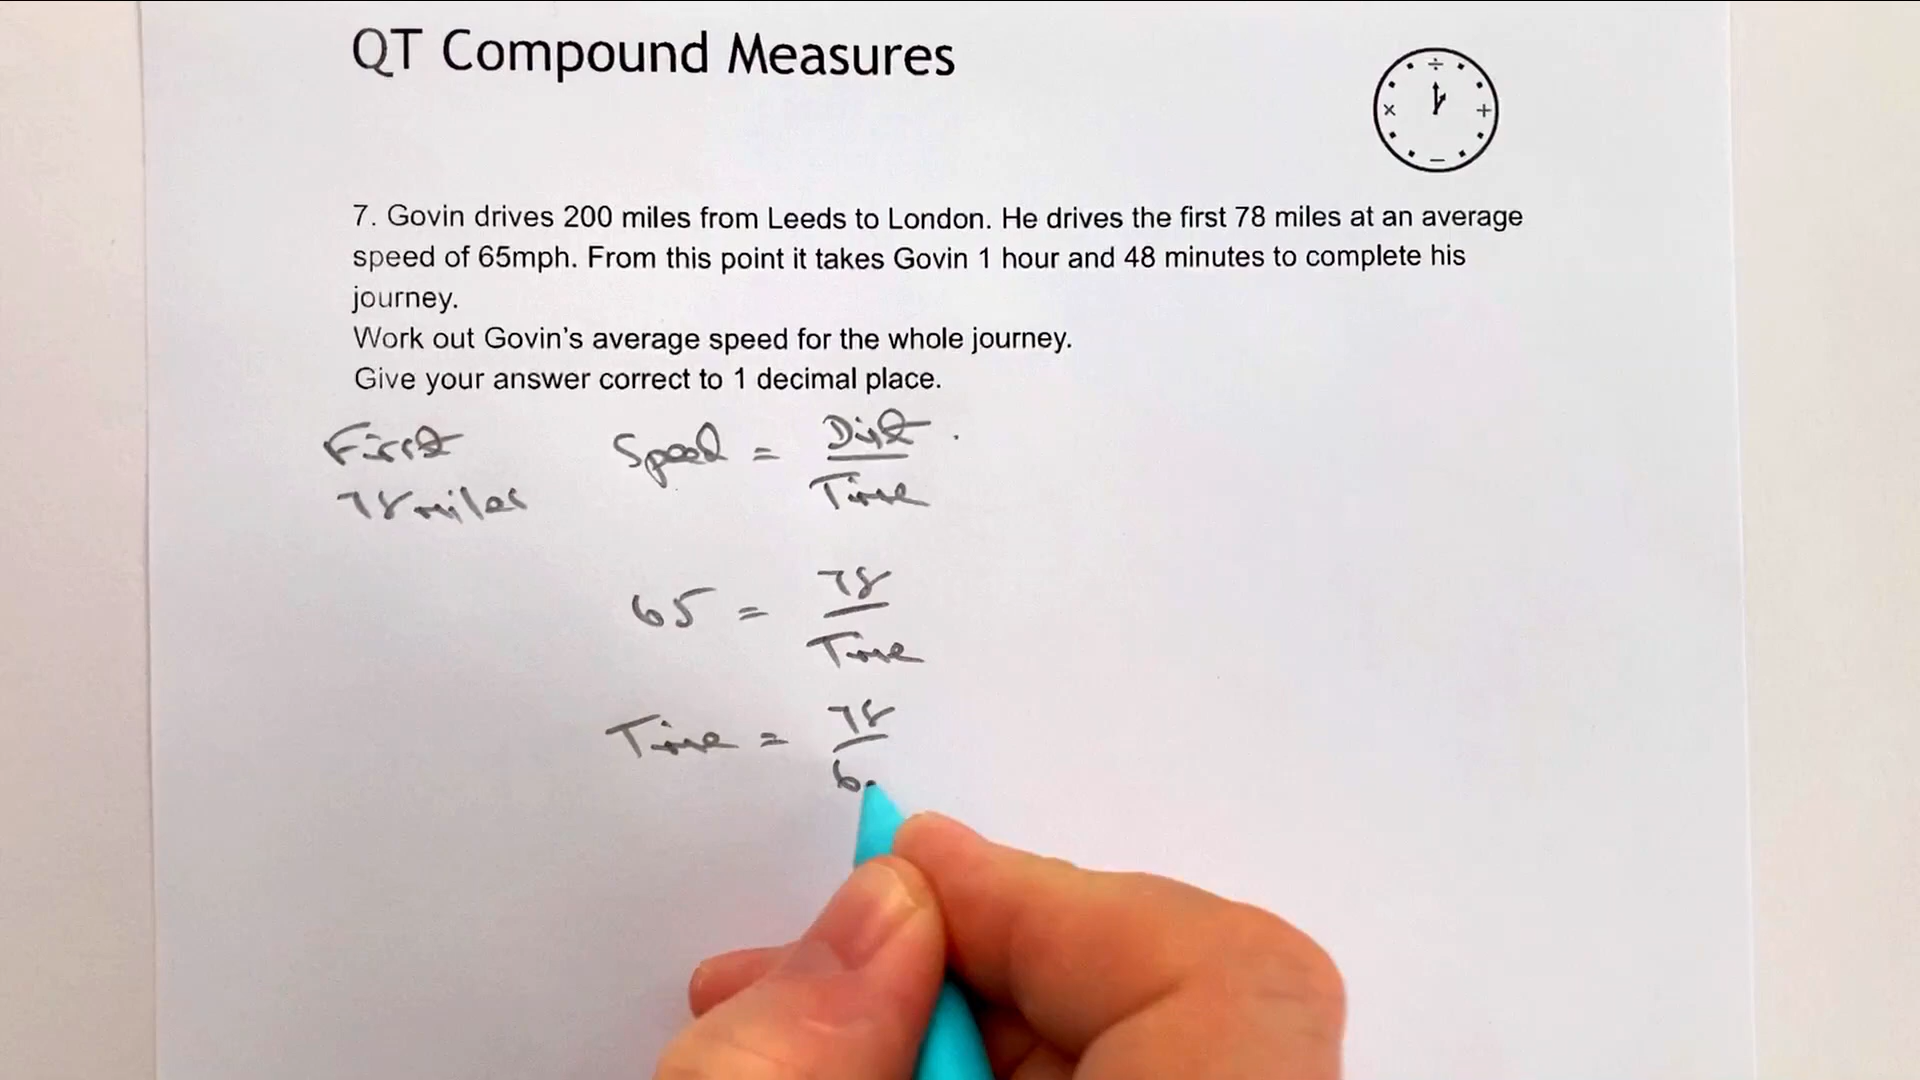 QT Compound Measures
÷
× +
−
7. Govin drives 200 miles from Leeds to London. He drives the first 78 miles at an average
speed of 65mph. From this point it takes Govin 1 hour and 48 minutes to complete his
journey.
Work out Govin's average speed for the whole journey.
Give your answer correct to 1 decimal place.
First
78 miles
Speed = Dist
Time
65 = 78
Time
Time = 78
6